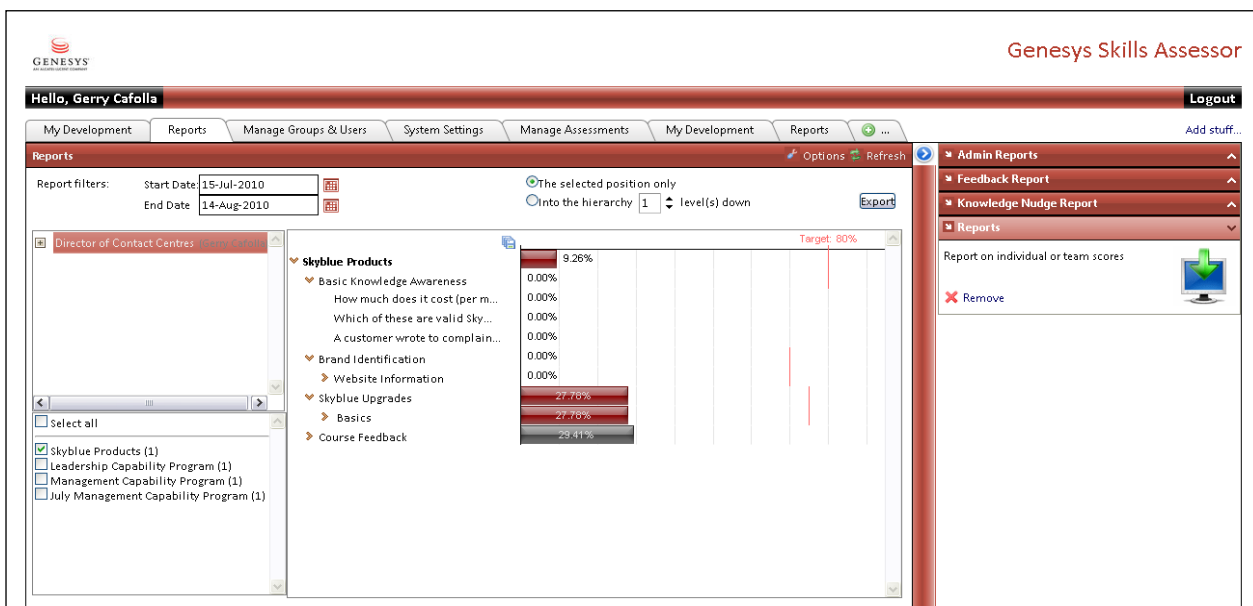 GENESYS
AN ALCATEL-LUCENT COMPANY
Genesys Skills Assessor
Hello, Gerry Cafolla
Logout
My Development
Reports
Manage Groups & Users
System Settings
Manage Assessments
My Development
Reports
...
Add stuff...
Reports
Options
Refresh
Report filters:
Start Date:
15-Jul-2010
End Date
14-Aug-2010
The selected position only
Into the hierarchy 1 level(s) down
Export
Director of Contact Centres (Gerry Cafolla
Select all
Skyblue Products (1)
Leadership Capability Program (1)
Management Capability Program (1)
July Management Capability Program (1)
Target: 80%
Skyblue Products 9.26%
Basic Knowledge Awareness 0.00%
How much does it cost (per m... 0.00%
Which of these are valid Sky... 0.00%
A customer wrote to complain... 0.00%
Brand Identification 0.00%
Website Information 0.00%
Skyblue Upgrades 27.78%
Basics 27.78%
Course Feedback 29.41%
Admin Reports
Feedback Report
Knowledge Nudge Report
Reports
Report on individual or team scores
Remove